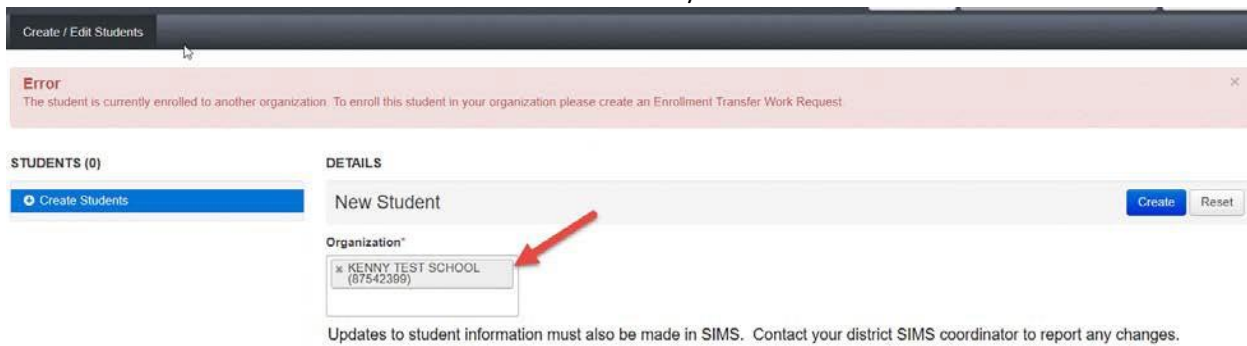 Create / Edit Students
Error
The student is currently enrolled to another organization. To enroll this student in your organization please create an Enrollment Transfer Work Request
×
STUDENTS (0)
DETAILS
Create Students
New Student
Create
Reset
Organization*
× KENNY TEST SCHOOL
(87542399)
Updates to student information must also be made in SIMS. Contact your district SIMS coordinator to report any changes.